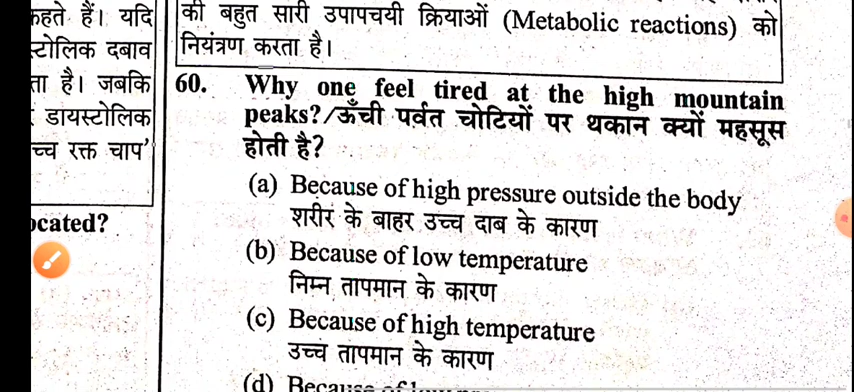 कहते हैं। यदि
स्टोलिक दबाव
ता है। जबकि
डायस्टोलिक
च्च रक्त चाप'
ocated?
की बहुत सारी उपापचयी क्रियाओं (Metabolic reactions) को
नियंत्रण करता है।
60. Why one feel tired at the high mountain
peaks?/ऊँची पर्वत चोटियों पर थकान क्यों महसूस
होती है?
(a) Because of high pressure outside the body
शरीर के बाहर उच्च दाब के कारण
(b) Because of low temperature
निम्न तापमान के कारण
(c) Because of high temperature
उच्च तापमान के कारण
(d) Because of